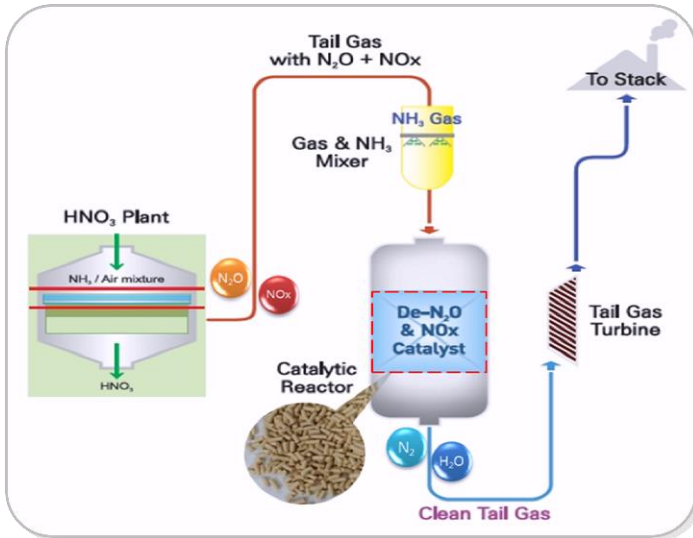 Tail Gas
with N₂O + NOx
To Stack
NH₃ Gas
Gas & NH₃
Mixer
HNO₃ Plant
NH₃ / Air mixture
N₂O
NOx
HNO₃
De-N₂O
& NOx
Catalyst
Tail Gas
Turbine
Catalytic
Reactor
N₂
H₂O
Clean Tail Gas